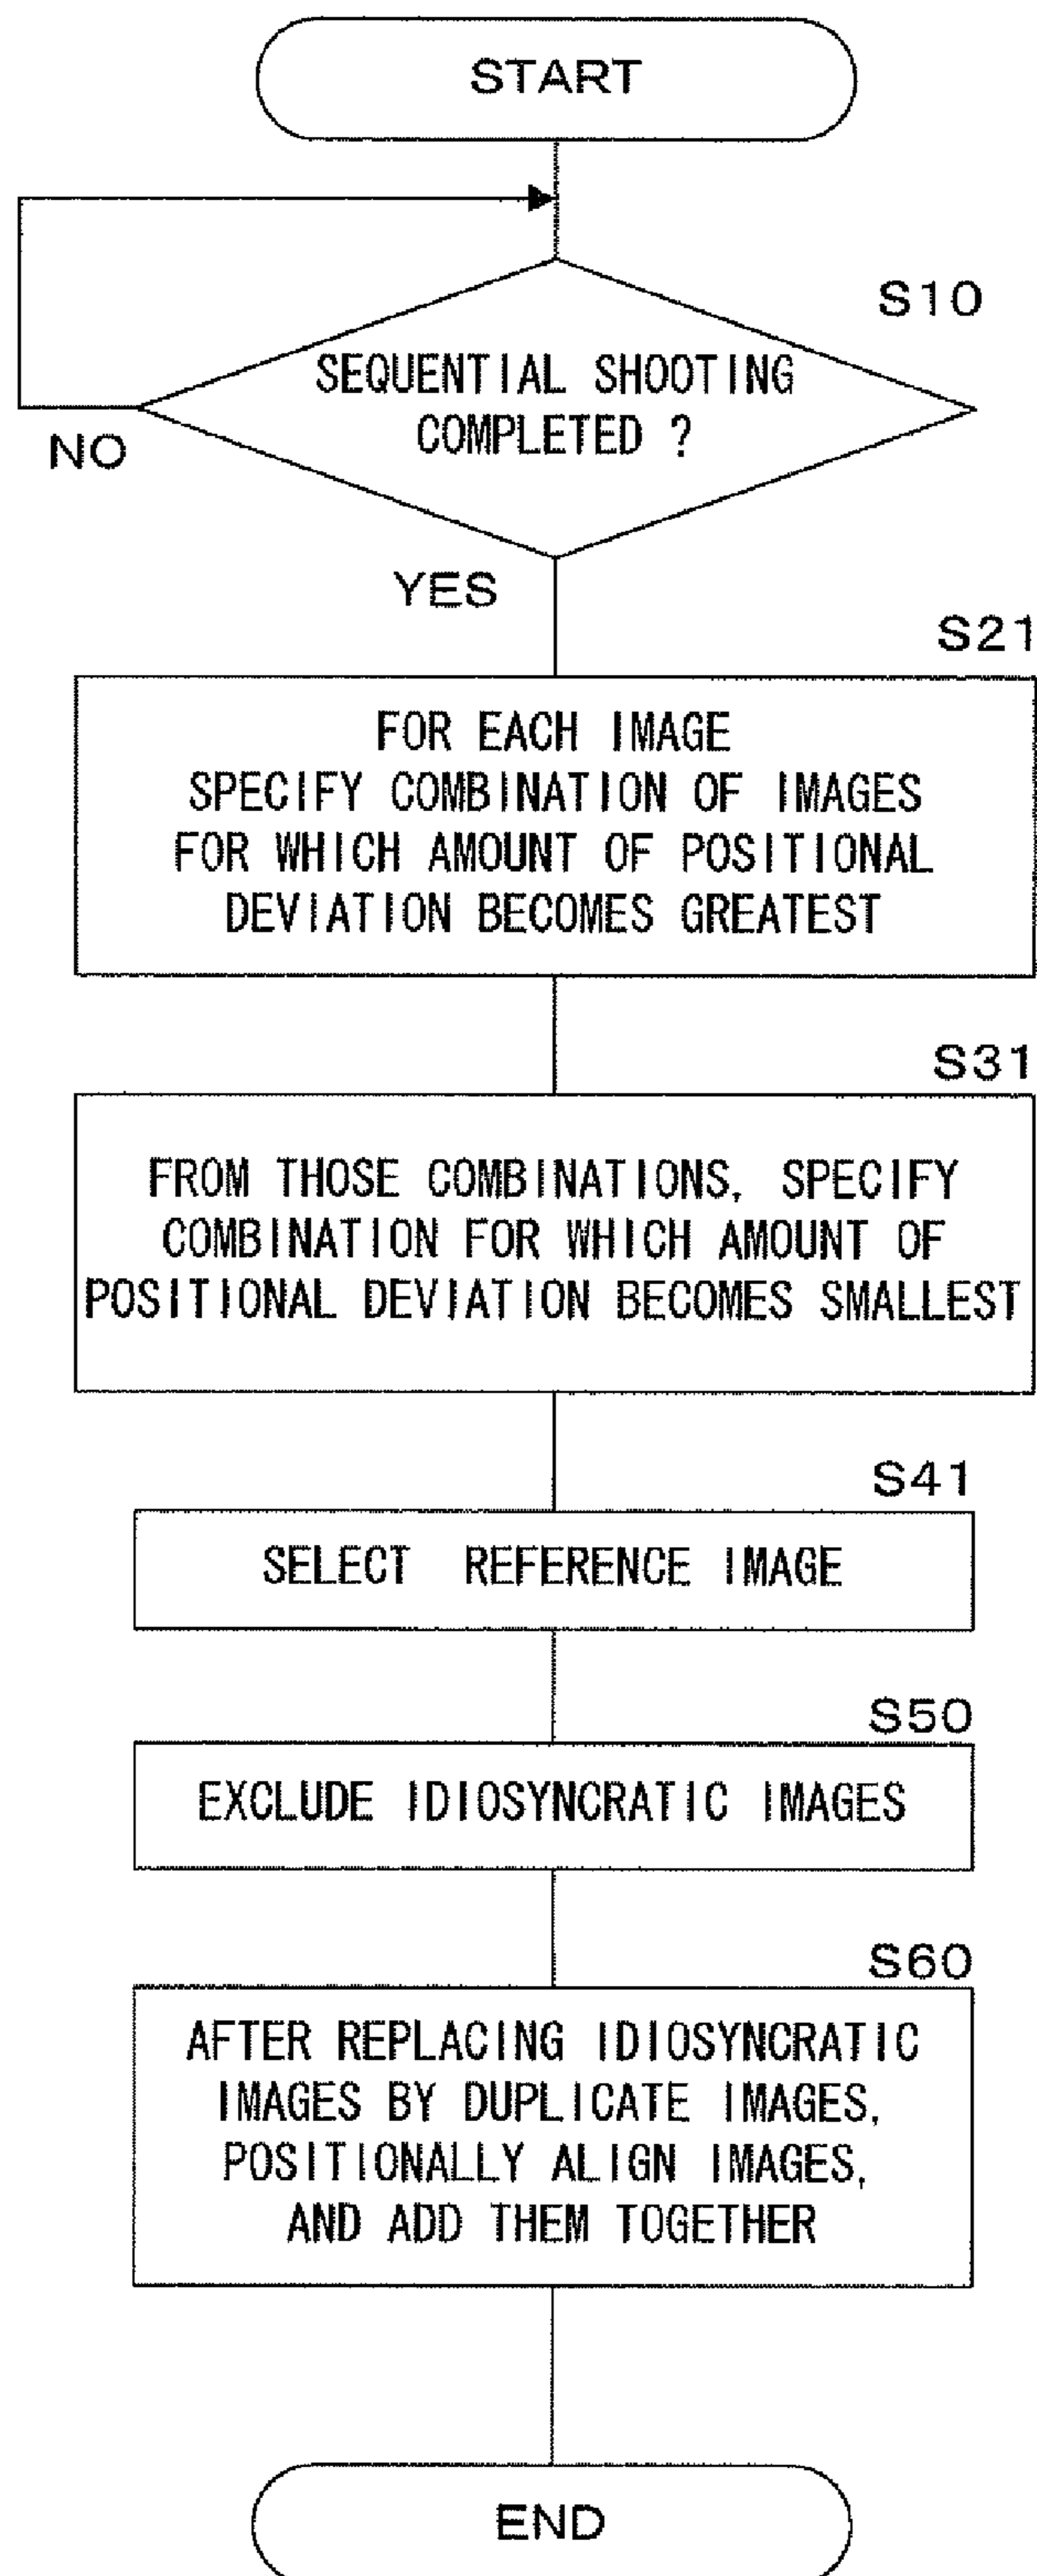 START
S10
SEQUENTIAL SHOOTING
COMPLETED ?
NO
YES
S21
FOR EACH IMAGE
SPECIFY COMBINATION OF IMAGES
FOR WHICH AMOUNT OF POSITIONAL
DEVIATION BECOMES GREATEST
S31
FROM THOSE COMBINATIONS, SPECIFY
COMBINATION FOR WHICH AMOUNT OF
POSITIONAL DEVIATION BECOMES SMALLEST
S41
SELECT REFERENCE IMAGE
S50
EXCLUDE IDIOSYNCRATIC IMAGES
S60
AFTER REPLACING IDIOSYNCRATIC
IMAGES BY DUPLICATE IMAGES,
POSITIONALLY ALIGN IMAGES,
AND ADD THEM TOGETHER
END